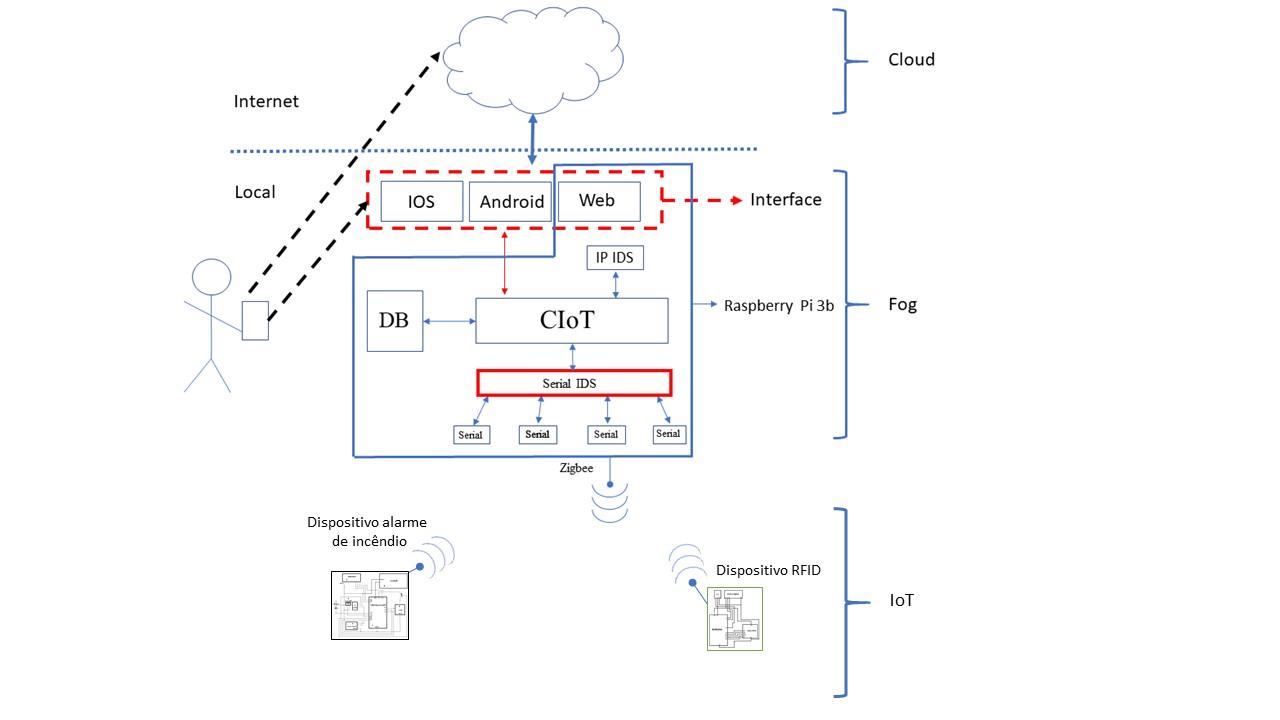 Cloud
Internet
Local
IOS
Android
Web
Interface
IP IDS
DB
CIoT
Raspberry Pi 3b
Fog
Serial IDS
Serial
Serial
Serial
Serial
Zigbee
Dispositivo alarme
de incêndio
Dispositivo RFID
IoT